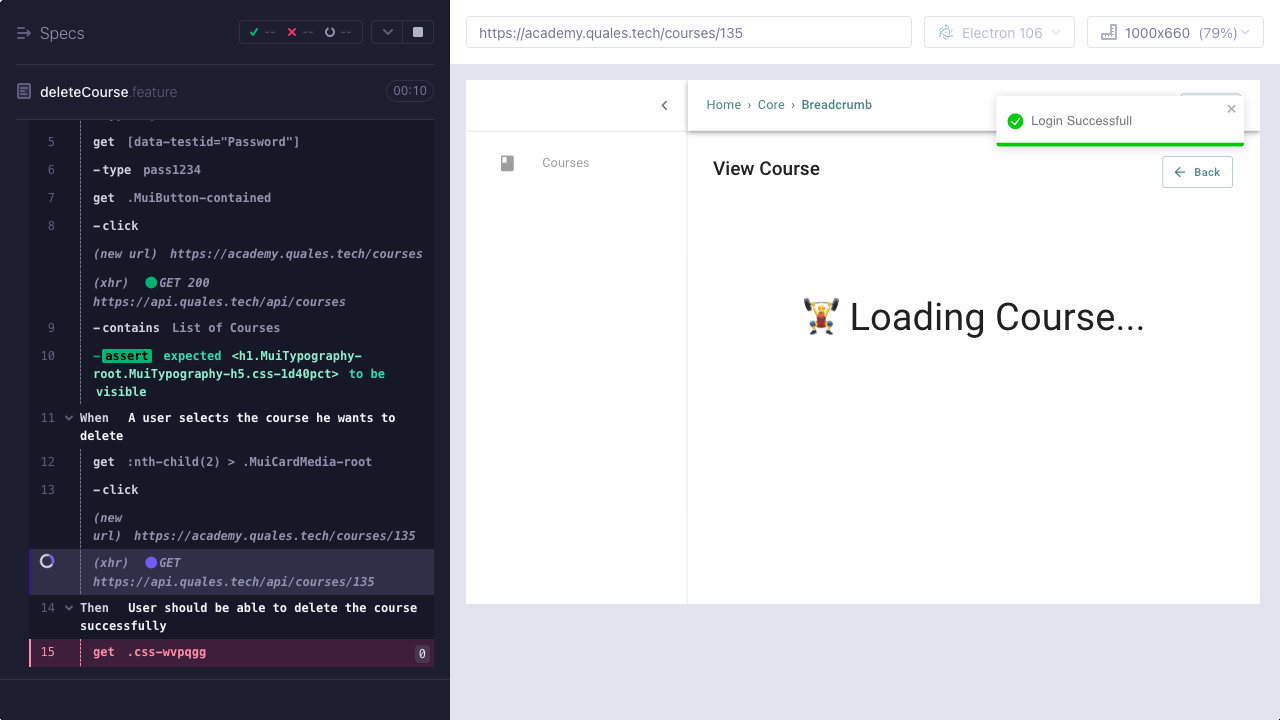 Specs
--
--
--
deleteCourse.feature
00:10
5 get [data-testid="Password"]
6 -type pass1234
7 get .MuiButton-contained
8 -click
(new url) https://academy.quales.tech/courses
(xhr) GET 200
https://api.quales.tech/api/courses
9 -contains List of Courses
10 -assert expected <h1.MuiTypography-
root.MuiTypography-h5.css-1d40pct> to be
visible
11 When A user selects the course he wants to
delete
12 get :nth-child(2) > .MuiCardMedia-root
13 -click
(new
url) https://academy.quales.tech/courses/135
(xhr) GET
https://api.quales.tech/api/courses/135
14 Then User should be able to delete the course
successfully
15 get .css-wvpqgg 0
https://academy.quales.tech/courses/135
Electron 106
1000x660 (79%)
Home › Core › Breadcrumb
Login Successfull
Courses
View Course
Back
Loading Course...